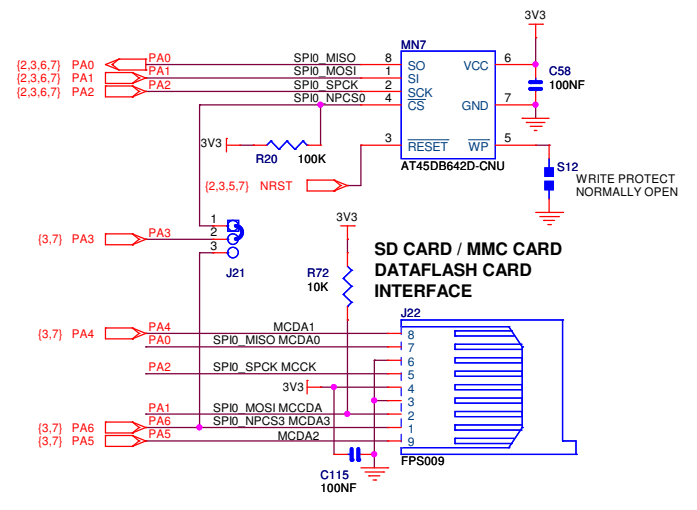 3V3
MN7
{2,3,6,7} PA0 PA0 SPI0_MISO 8 SO VCC 6
{2,3,6,7} PA1 PA1 SPI0_MOSI 1 SI
C58
{2,3,6,7} PA2 PA2 SPI0_SPCK 2 SCK
100NF
SPI0_NPCS0 4 CS GND 7
3V3
R20 100K
3 RESET WP 5
AT45DB642D-CNU
S12
WRITE PROTECT
NORMALLY OPEN
{2,3,5,7} NRST
1
{3,7} PA3 PA3 2
3
J21
3V3
SD CARD / MMC CARD
DATAFLASH CARD
INTERFACE
R72
10K
J22
{3,7} PA4 PA4 MCDA1 8
PA0 SPI0_MISO MCDA0 7
6
PA2 SPI0_SPCK MCCK 5
3V3 4
3
PA1 SPI0_MOSI MCCDA 2
{3,7} PA6 PA6 SPI0_NPCS3 MCDA3 1
{3,7} PA5 PA5 MCDA2 9
FPS009
C115
100NF